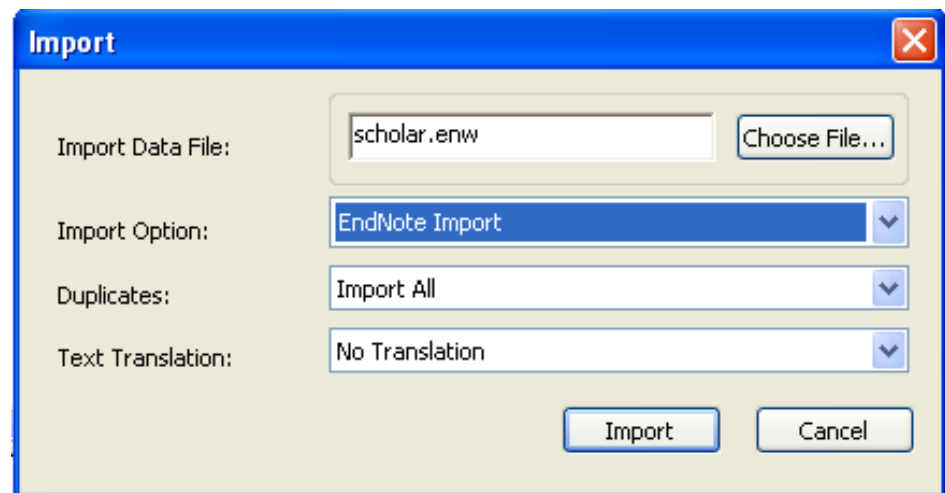 Import
Import Data File:
scholar.enw
Choose File...
Import Option:
EndNote Import
Duplicates:
Import All
Text Translation:
No Translation
Import
Cancel